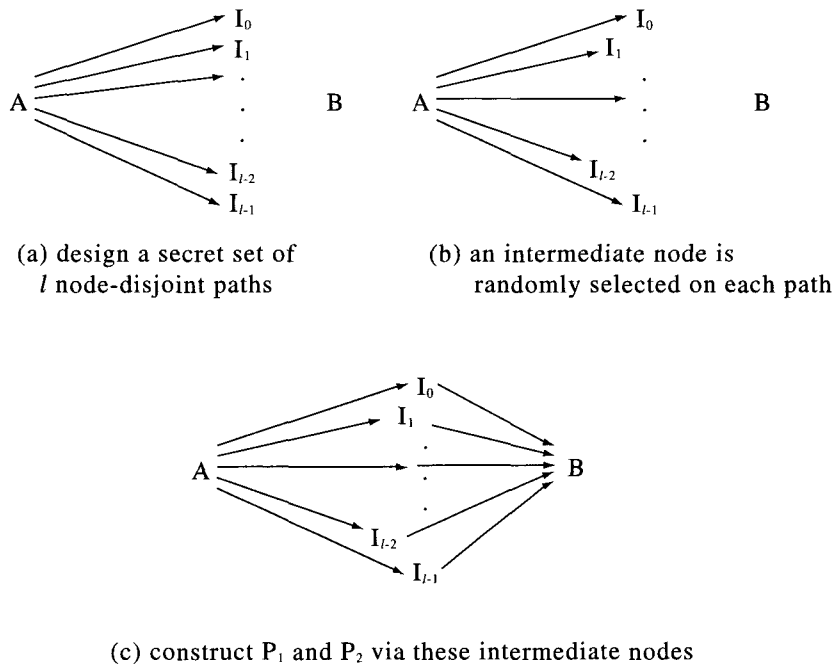 I₀
I₁
.
A . B
.
Iₗ₋₂
Iₗ₋₁
(a) design a secret set of
l node-disjoint paths
I₀
I₁
.
A . B
.
Iₗ₋₂
Iₗ₋₁
(b) an intermediate node is
randomly selected on each path
I₀
I₁
.
A . B
.
Iₗ₋₂
Iₗ₋₁
(c) construct P₁ and P₂ via these intermediate nodes